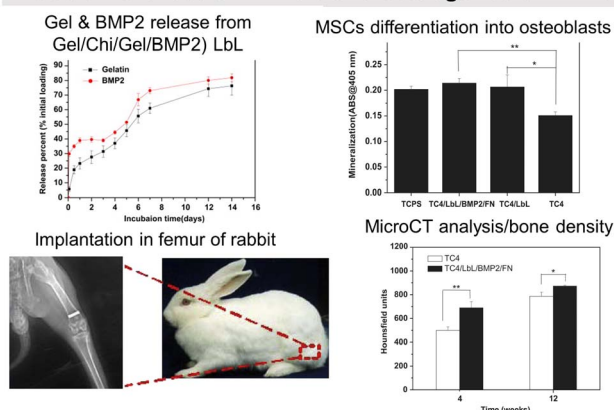 Gel & BMP2 release from
Gel/Chi/Gel/BMP2) LbL
Release percent (% initial loading)
90
80
70
60
50
40
30
20
10
0
Gelatin
BMP2
0 2 4 6 8 10 12 14 16
Incubaion time(days)
MSCs differentiation into osteoblasts
Mineralization(ABS@405 nm)
0.25
0.20
0.15
0.10
0.05
0.00
**
*
TCPS TC4/LbL/BMP2/FN TC4/LbL TC4
Implantation in femur of rabbit
MicroCT analysis/bone density
Hounsfield units
1200
1000
800
600
400
200
0
TC4
TC4/LbL/BMP2/FN
**
*
4 12
Time (weeks)